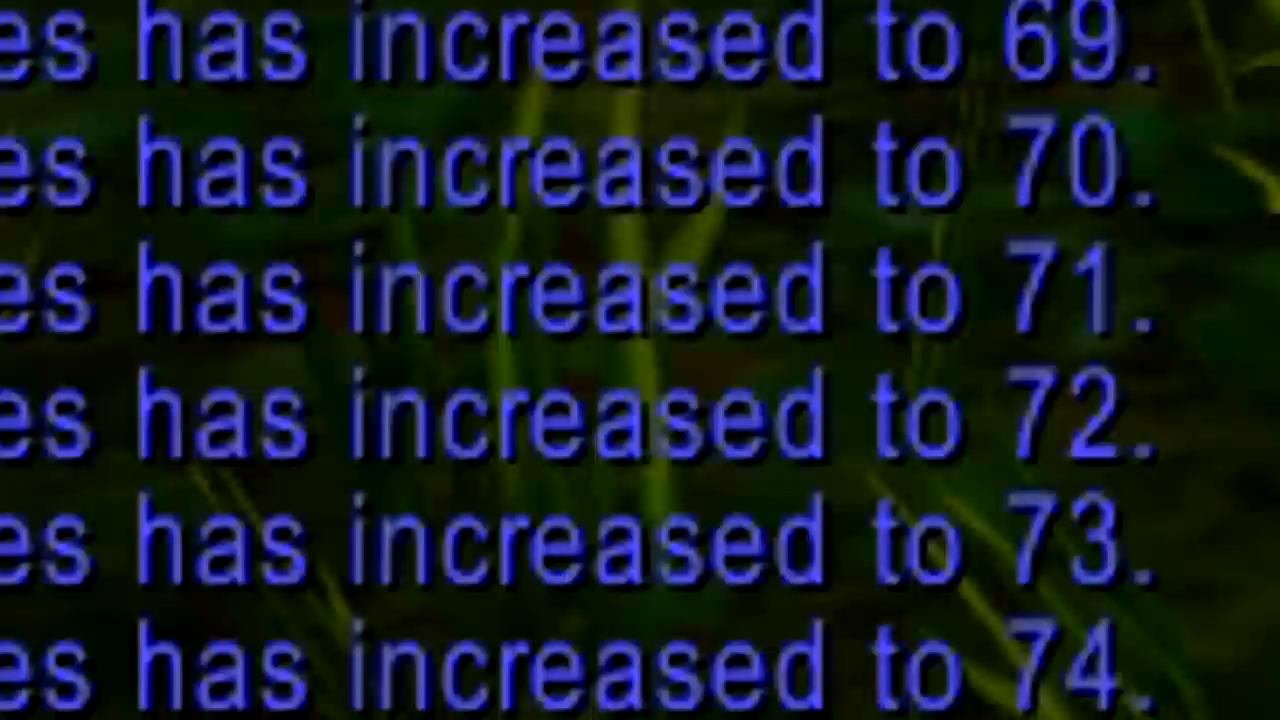 es has increased to 69.
es has increased to 70.
es has increased to 71.
es has increased to 72.
es has increased to 73.
es has increased to 74.